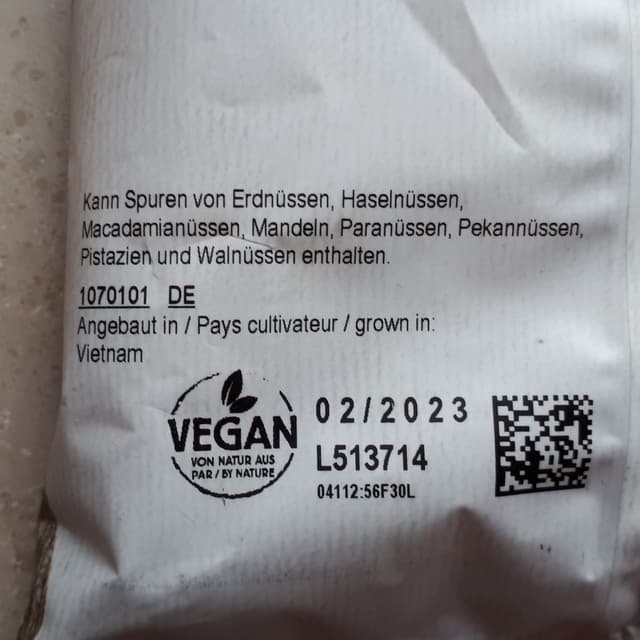 Kann Spuren von Erdnüssen, Haselnüssen,
Macadamianüssen, Mandeln, Paranüssen, Pekannüssen,
Pistazien und Walnüssen enthalten.
1070101 DE
Angebaut in / Pays cultivateur / grown in:
Vietnam
VEGAN
VON NATUR AUS
PAR / BY NATURE
02/2023
L513714
04112:56F30L